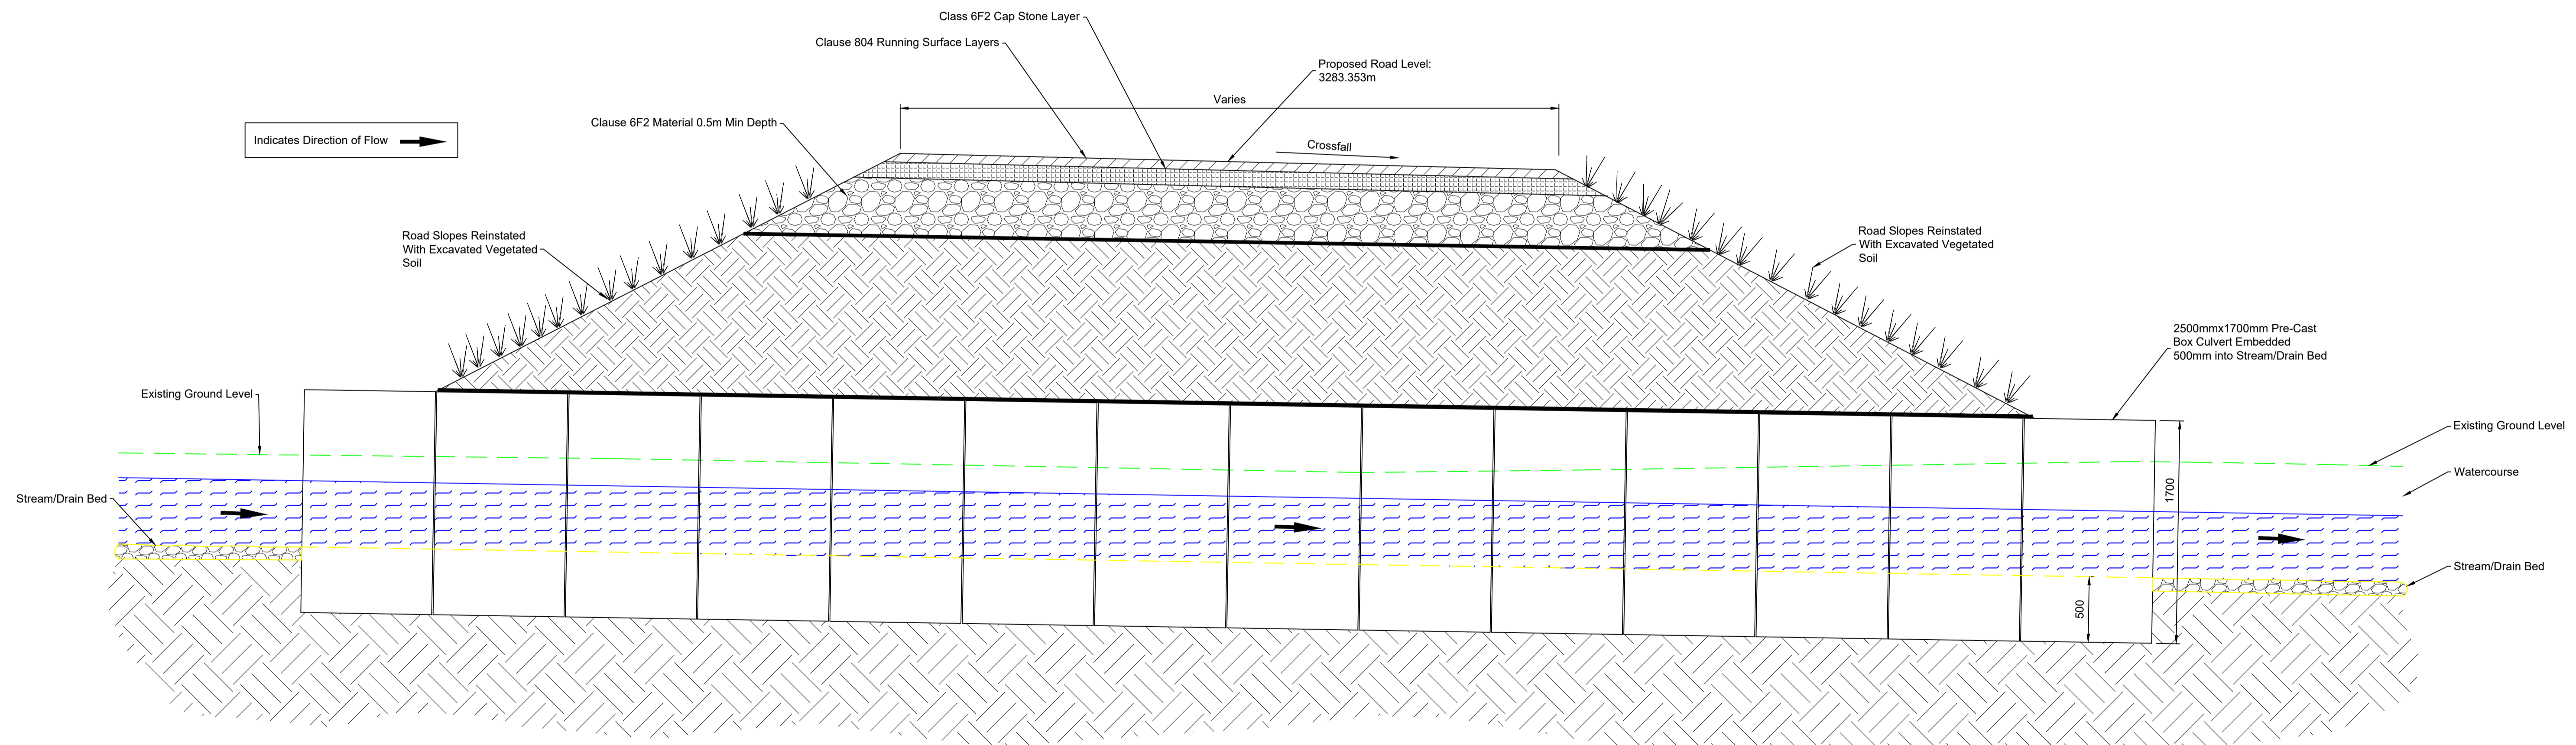 Class 6F2 Cap Stone Layer
Clause 804 Running Surface Layers
Proposed Road Level:
3283.353m
Varies
Clause 6F2 Material 0.5m Min Depth
Indicates Direction of Flow
Crossfall
Road Slopes Reinstated
With Excavated Vegetated
Soil
Road Slopes Reinstated
With Excavated Vegetated
Soil
2500mmx1700mm Pre-Cast
Box Culvert Embedded
500mm into Stream/Drain Bed
Existing Ground Level
Existing Ground Level
Watercourse
1700
Stream/Drain Bed
Stream/Drain Bed
500